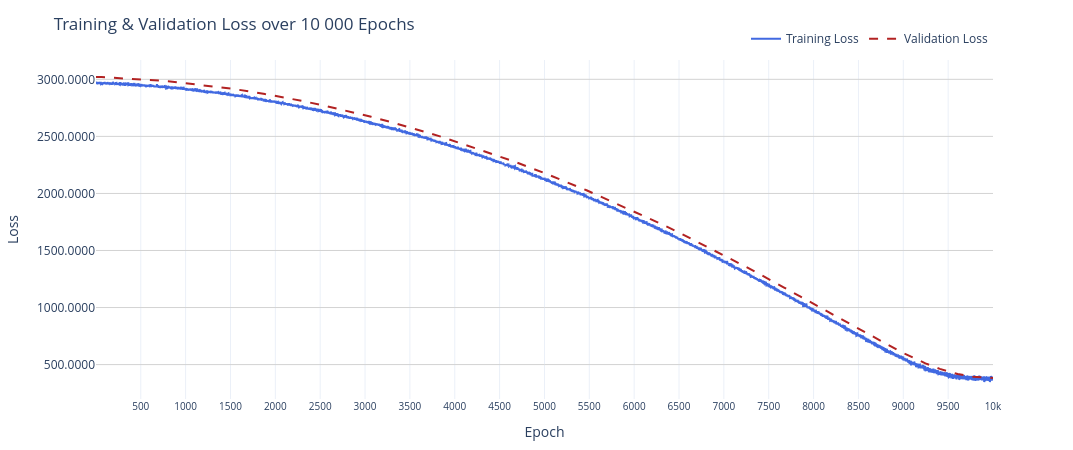 Training & Validation Loss over 10 000 Epochs
Training Loss Validation Loss
3000.0000
2500.0000
2000.0000
1500.0000
1000.0000
500.0000
Loss
500 1000 1500 2000 2500 3000 3500 4000 4500 5000 5500 6000 6500 7000 7500 8000 8500 9000 9500 10k
Epoch